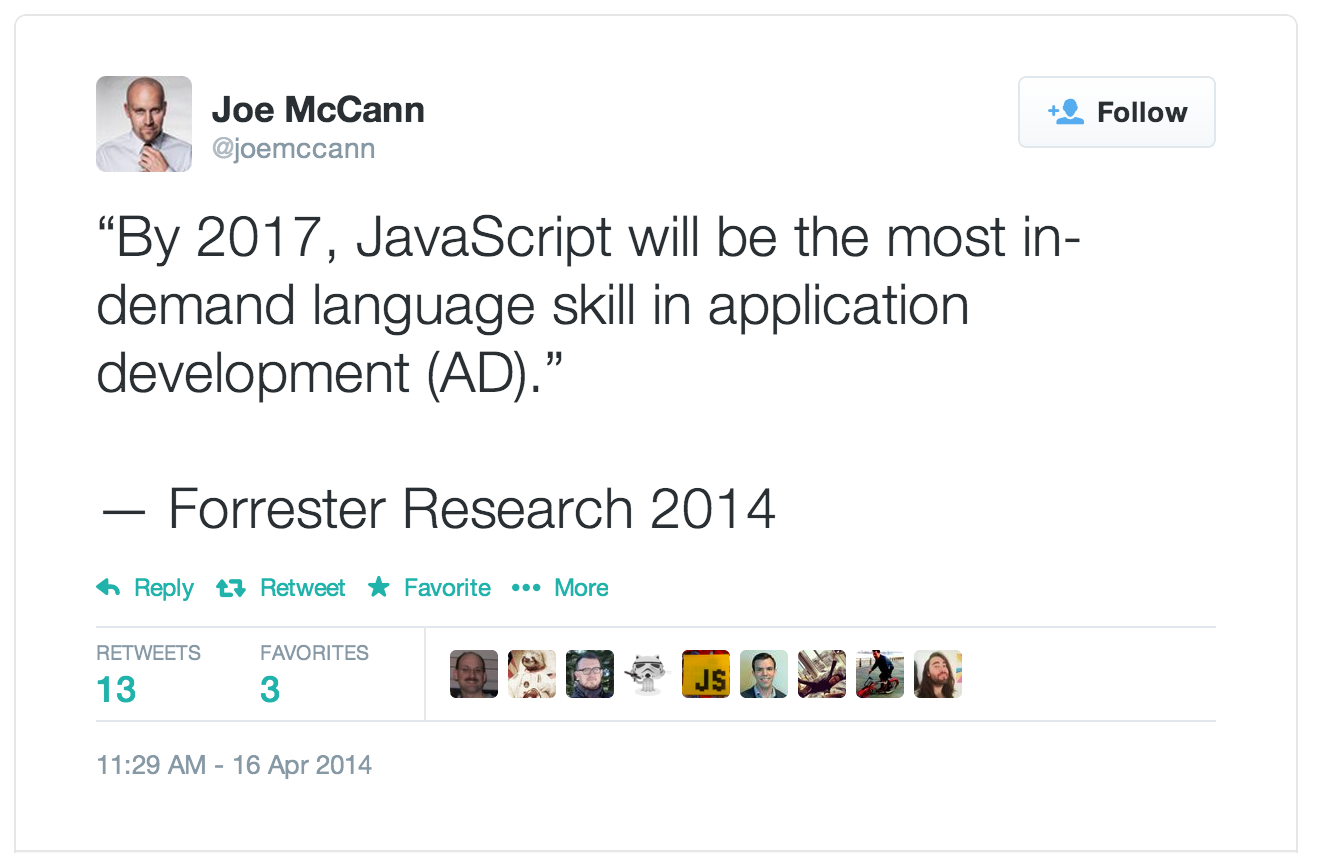 Joe McCann
@joemccann
Follow
“By 2017, JavaScript will be the most in-
demand language skill in application
development (AD).”
— Forrester Research 2014
Reply Retweet Favorite More
RETWEETS FAVORITES
13 3
JS
11:29 AM - 16 Apr 2014